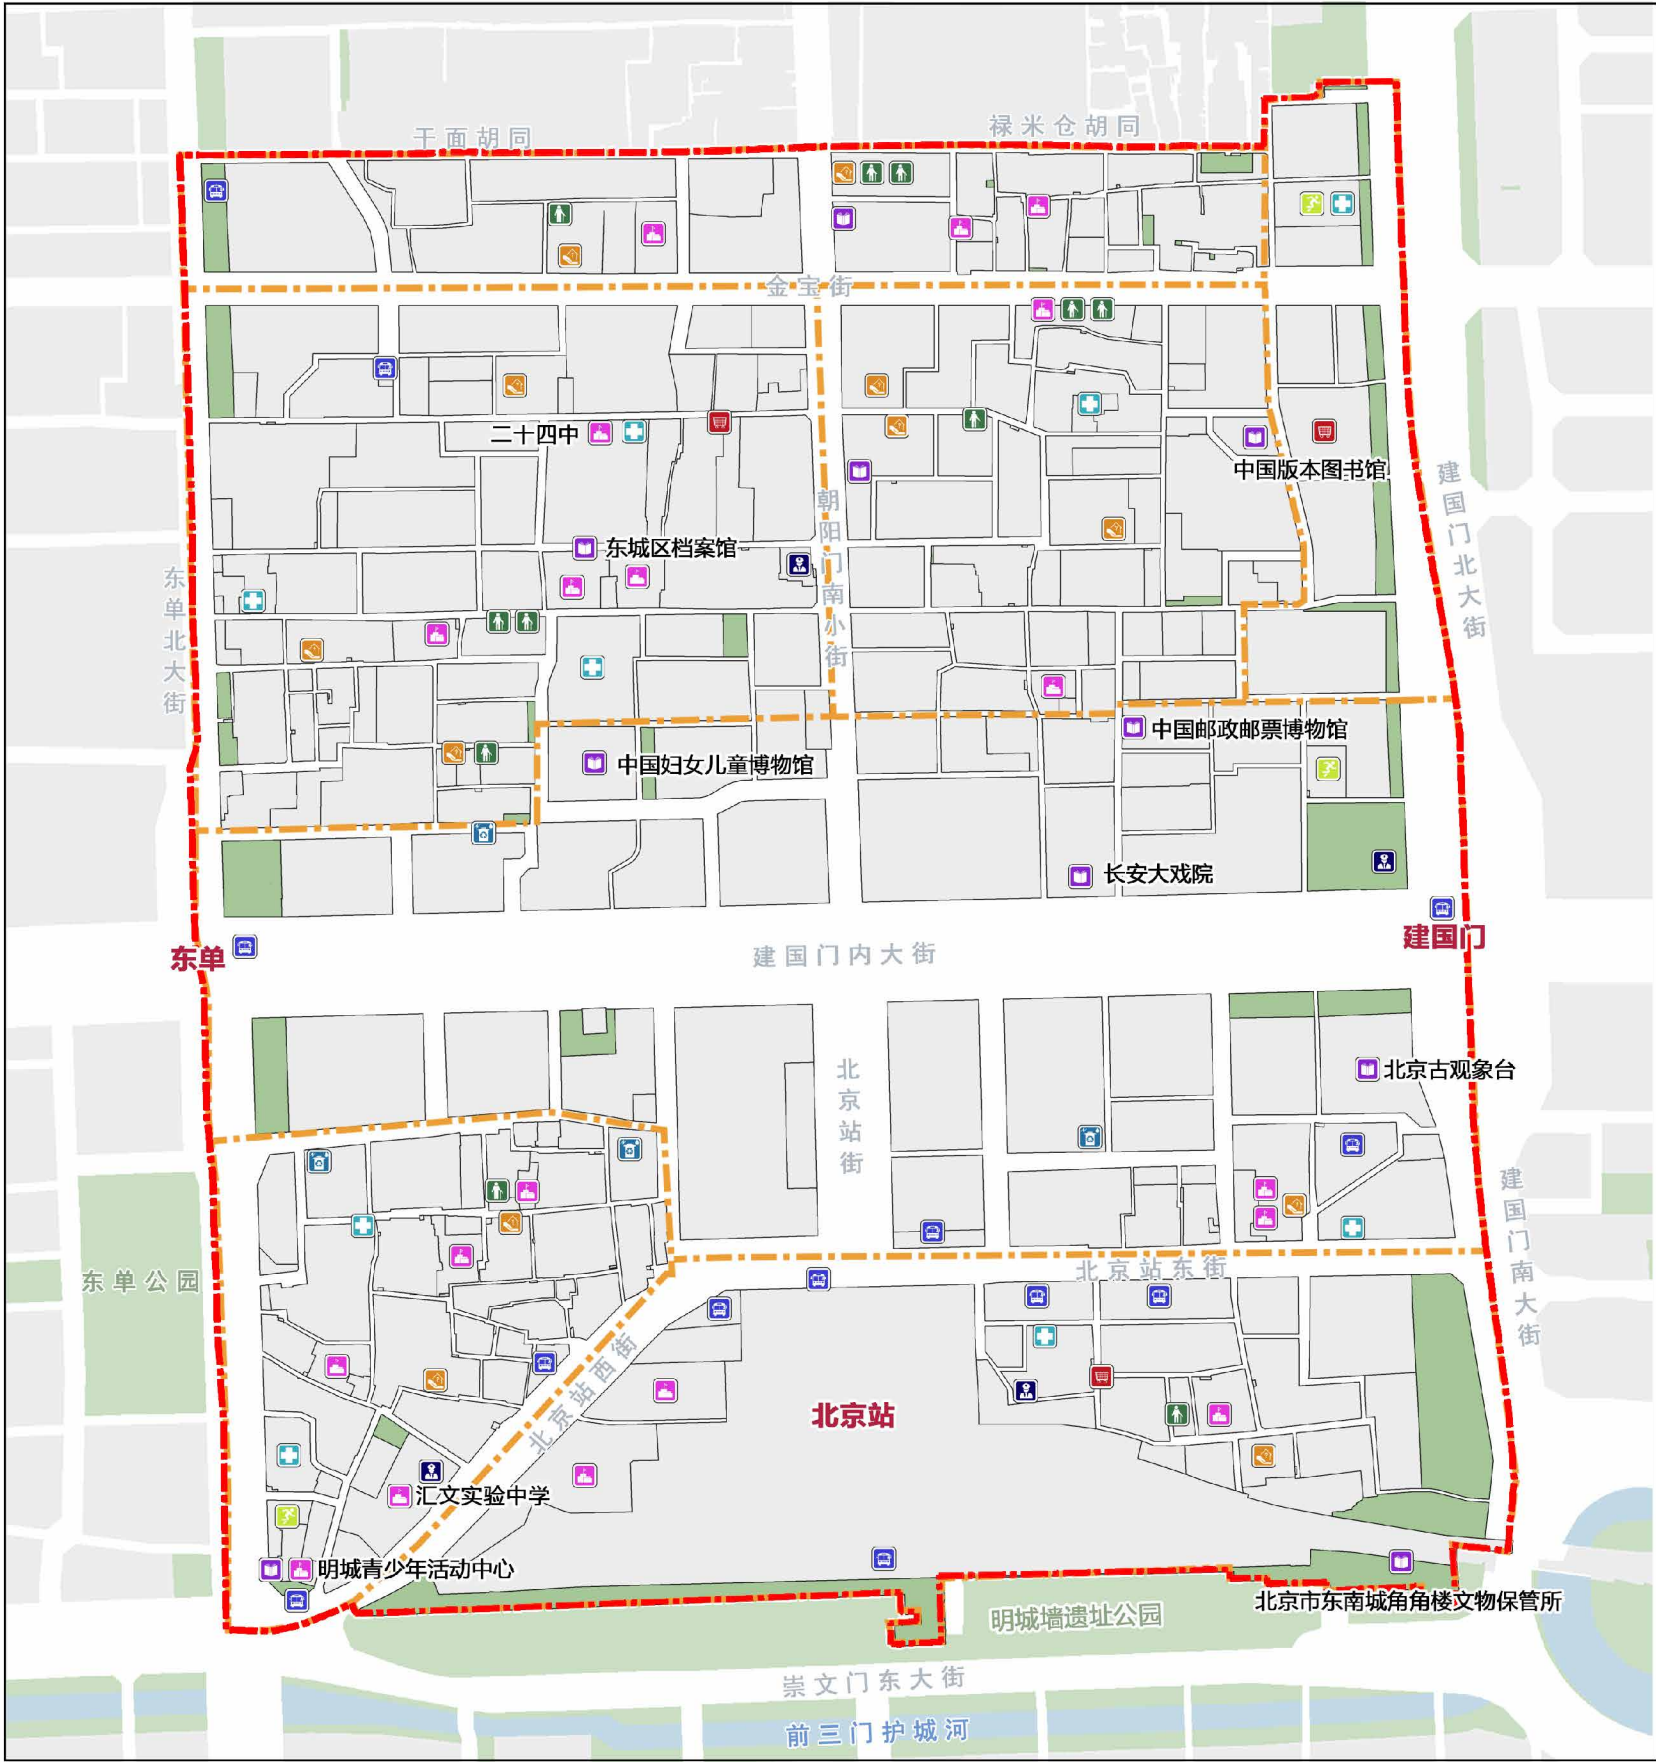 干面胡同
禄米仓胡同
金宝街
二十四中
中国版本图书馆
建国门北大街
朝阳门南小街
东城区档案馆
东单北大街
中国邮政邮票博物馆
中国妇女儿童博物馆
长安大戏院
东单
建国门
建国门内大街
北京古观象台
北京站街
建国门南大街
东单公园
北京站东街
北京站西街
北京站
汇文实验中学
明城青少年活动中心
北京市东南城角角楼文物保管所
明城墙遗址公园
崇文门东大街
前三门护城河